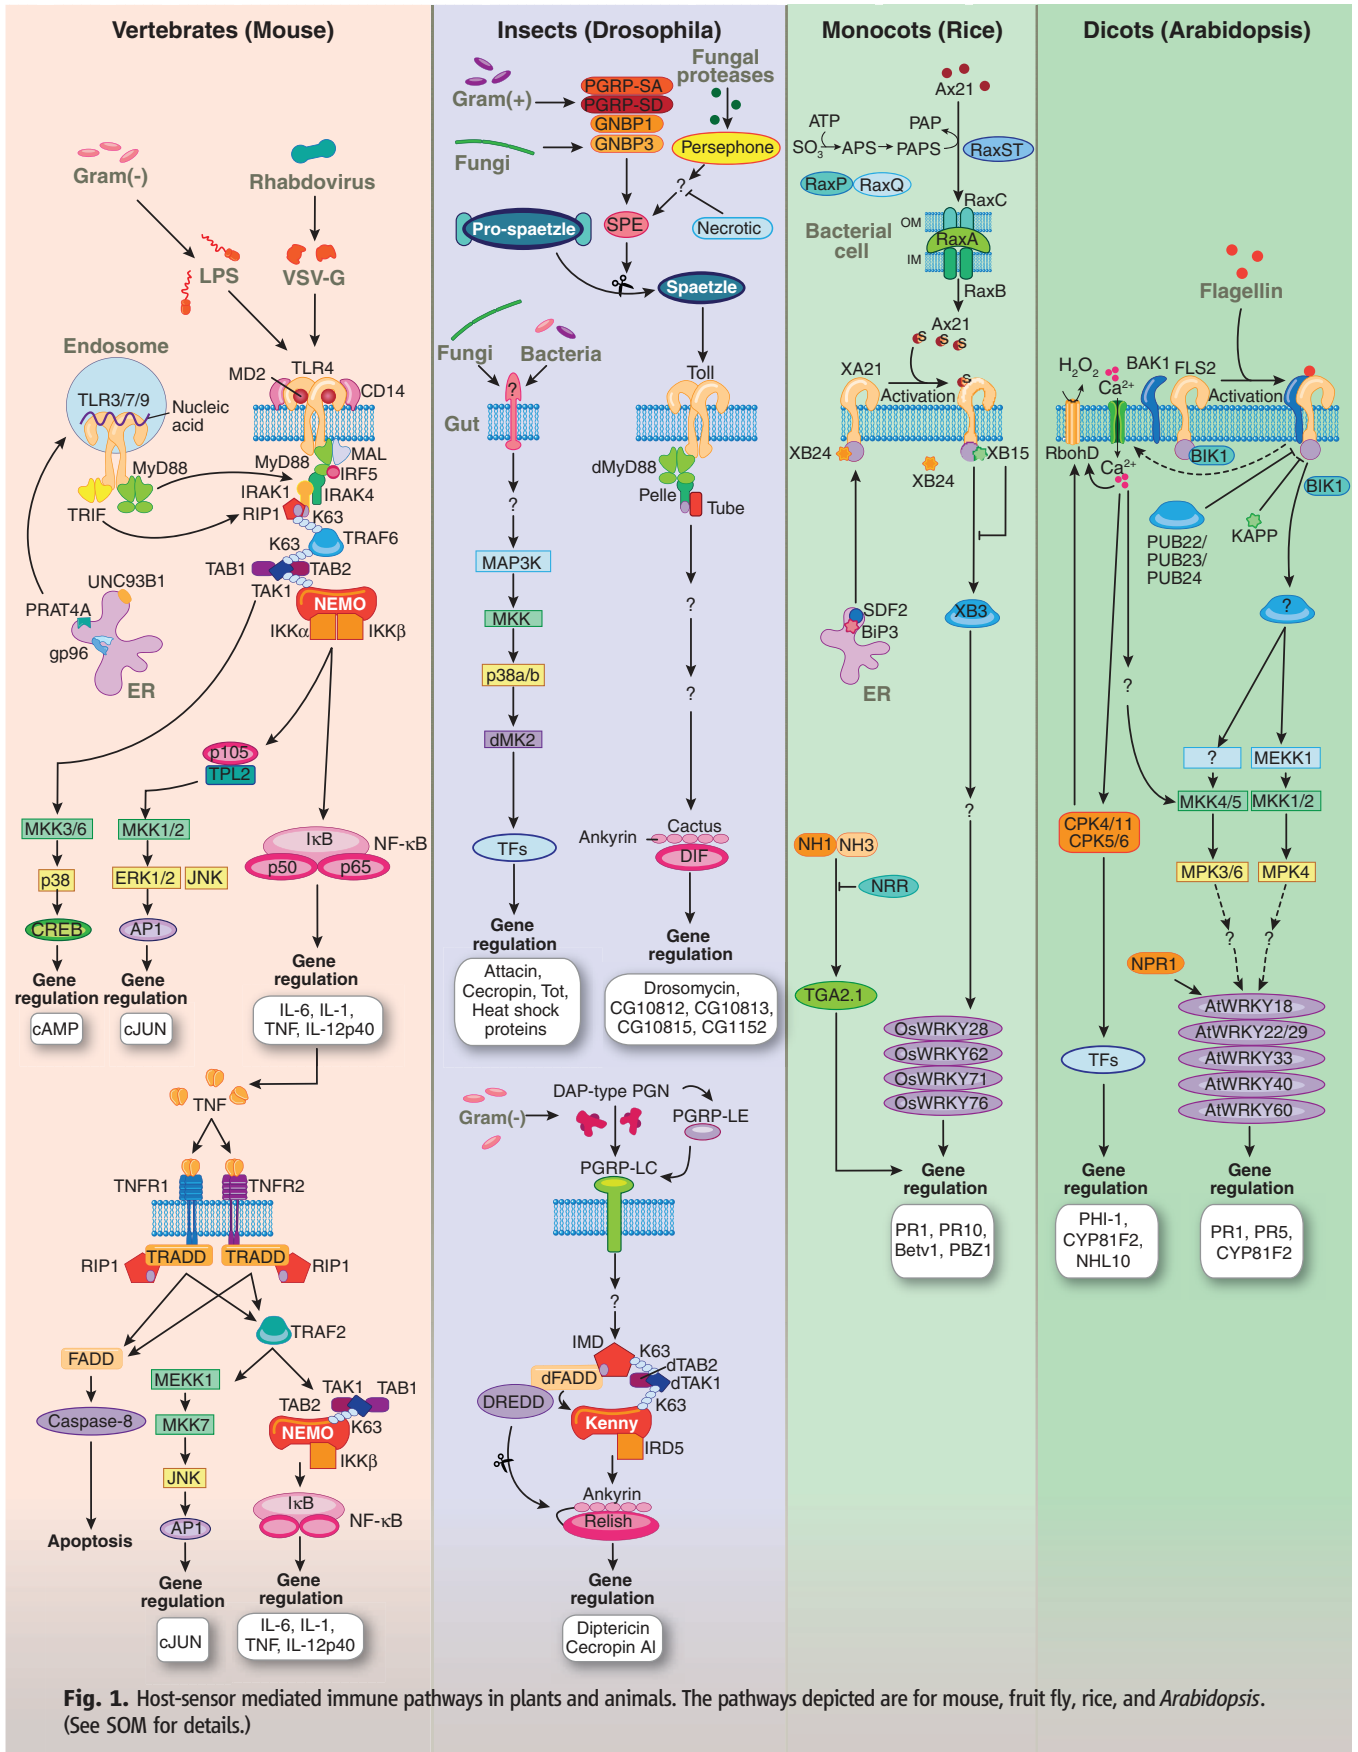 Vertebrates (Mouse)
Gram(-)
Rhabdovirus
LPS
VSV-G
Endosome
TLR4
MD2
CD14
TLR3/7/9
Nucleic
acid
MAL
MyD88
MyD88
IRF5
IRAK1
IRAK4
TRIF
RIP1
K63
TRAF6
K63
TAB1
TAB2
TAK1
UNC93B1
NEMO
PRAT4A
IKKα
IKKβ
gp96
ER
p105
TPL2
MKK3/6
MKK1/2
IκB
NF-κB
p50
p65
p38
ERK1/2
JNK
CREB
AP1
Gene
regulation
Gene
regulation
Gene
regulation
cAMP
cJUN
IL-6, IL-1,
TNF, IL-12p40
TNF
TNFR1
TNFR2
TRADD
TRADD
RIP1
RIP1
TRAF2
FADD
MEKK1
TAK1
TAB1
TAB2
Caspase-8
MKK7
NEMO
K63
IKKβ
JNK
IκB
NF-κB
AP1
Apoptosis
Gene
regulation
Gene
regulation
cJUN
IL-6, IL-1,
TNF, IL-12p40
Insects (Drosophila)
Gram(+)
PGRP-SA
PGRP-SD
GNBP1
GNBP3
Fungal
proteases
Fungi
Persephone
?
Pro-spaetzle
SPE
Necrotic
Spaetzle
Fungi
Bacteria
?
Gut
Toll
dMyD88
Pelle
Tube
?
MAP3K
MKK
p38a/b
dMK2
?
?
TFs
Ankyrin
Cactus
DIF
Gene
regulation
Gene
regulation
Attacin,
Cecropin, Tot,
Heat shock
proteins
Drosomycin,
CG10812, CG10813,
CG10815, CG1152
DAP-type PGN
Gram(-)
PGRP-LE
PGRP-LC
?
IMD
K63
dTAB2
dFADD
dTAK1
DREDD
K63
Kenny
IRD5
Ankyrin
Relish
Gene
regulation
Diptericin
Cecropin Al
Monocots (Rice)
Ax21
ATP
PAP
SO3
APS
PAPS
RaxST
RaxP
RaxQ
RaxC
OM
Bacterial
cell
RaxA
IM
RaxB
Ax21
S
S
S
XA21
S
Activation
XB24
XB24
XB15
SDF2
BiP3
ER
XB3
?
NH1
NH3
NRR
TGA2.1
OsWRKY28
OsWRKY62
OsWRKY71
OsWRKY76
Gene
regulation
PR1, PR10,
Betv1, PBZ1
Dicots (Arabidopsis)
Flagellin
H2O2
BAK1
FLS2
Ca2+
Activation
RbohD
Ca2+
BIK1
BIK1
PUB22/
PUB23/
PUB24
KAPP
?
?
?
MEKK1
MKK4/5
MKK1/2
CPK4/11
CPK5/6
MPK3/6
MPK4
?
?
NPR1
AtWRKY18
AtWRKY22/29
AtWRKY33
AtWRKY40
AtWRKY60
TFs
Gene
regulation
Gene
regulation
PHI-1,
CYP81F2,
NHL10
PR1, PR5,
CYP81F2
Fig. 1. Host-sensor mediated immune pathways in plants and animals. The pathways depicted are for mouse, fruit fly, rice, and Arabidopsis.
(See SOM for details.)